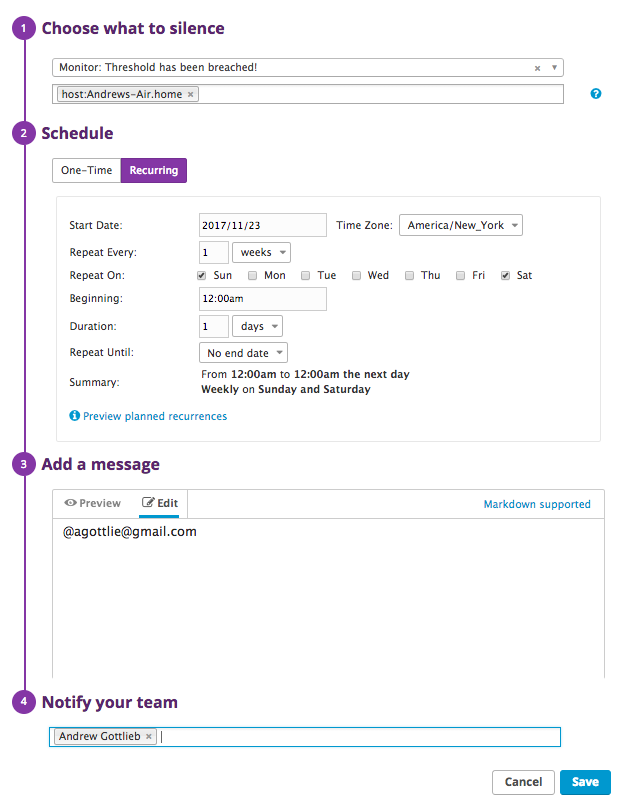 1 Choose what to silence
Monitor: Threshold has been breached! × ▼
host:Andrews-Air.home × ?
2 Schedule
One-Time Recurring
Start Date: 2017/11/23 Time Zone: America/New_York
Repeat Every: 1 weeks
Repeat On: Sun Mon Tue Wed Thu Fri Sat
Beginning: 12:00am
Duration: 1 days
Repeat Until: No end date
Summary: From 12:00am to 12:00am the next day
Weekly on Sunday and Saturday
Preview planned recurrences
3 Add a message
Preview Edit Markdown supported
@agottlie@gmail.com
4 Notify your team
Andrew Gottlieb ×
Cancel Save